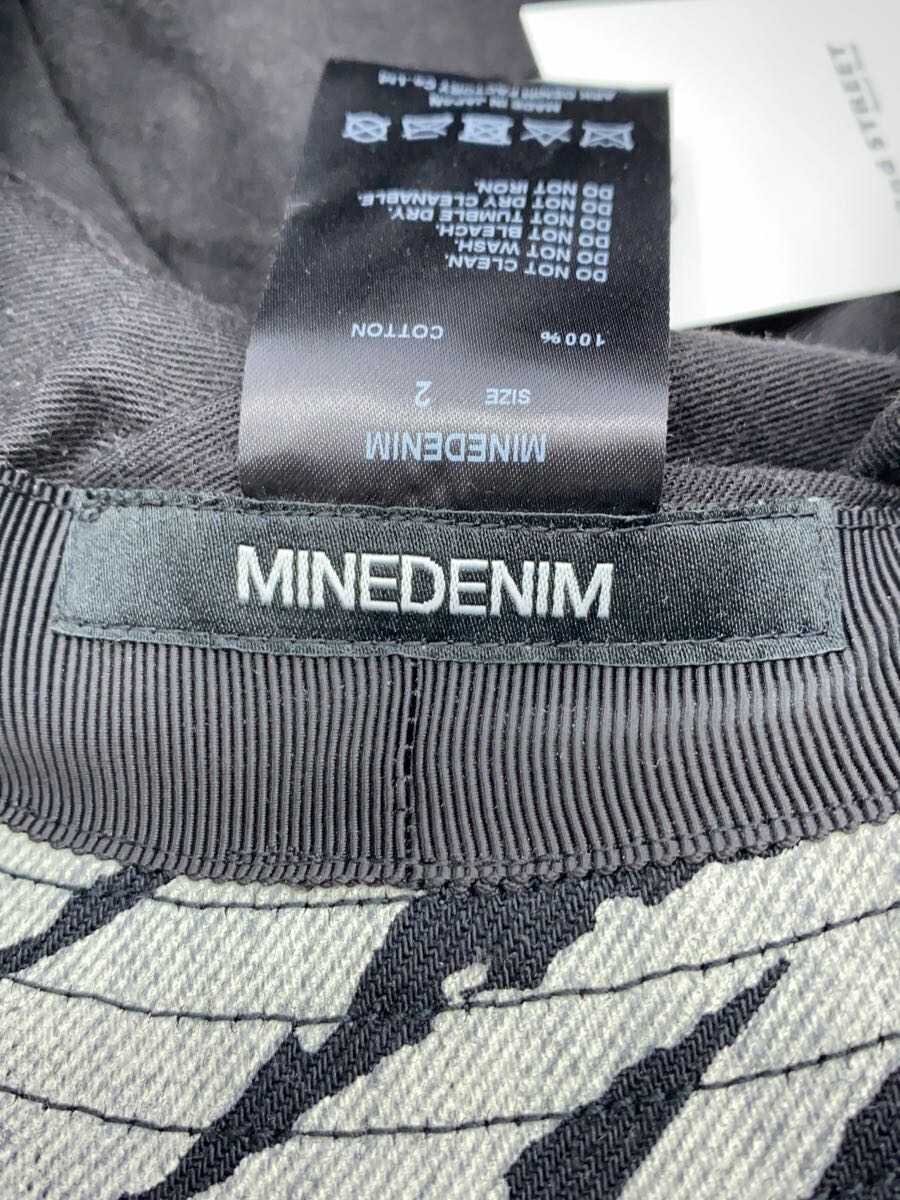 MINEDENIM
MINEDENIM
SIZE 2
100% COTTON
DO NOT CLEAN.
DO NOT WASH.
DO NOT BLEACH.
DO NOT TUMBLE DRY.
DO NOT DRY CLEANABLE.
DO NOT IRON.
MADE IN JAPAN
STREET